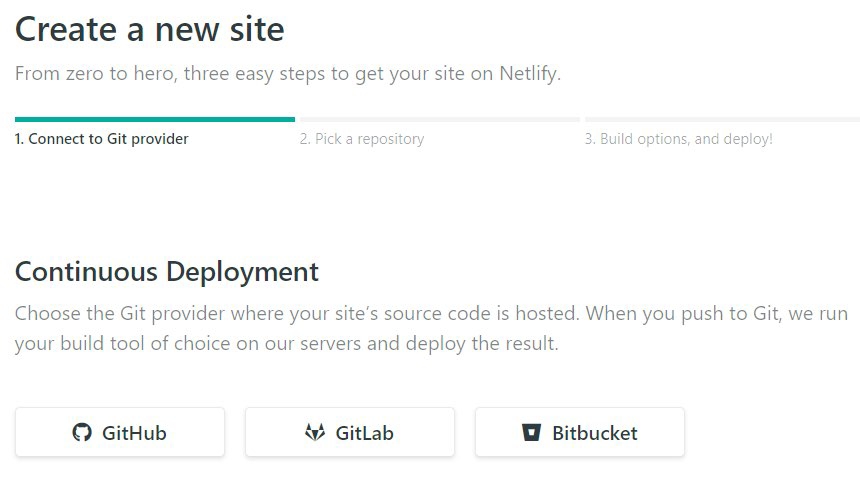 Create a new site
From zero to hero, three easy steps to get your site on Netlify.
1. Connect to Git provider
2. Pick a repository
3. Build options, and deploy!
Continuous Deployment
Choose the Git provider where your site’s source code is hosted. When you push to Git, we run
your build tool of choice on our servers and deploy the result.
GitHub
GitLab
Bitbucket